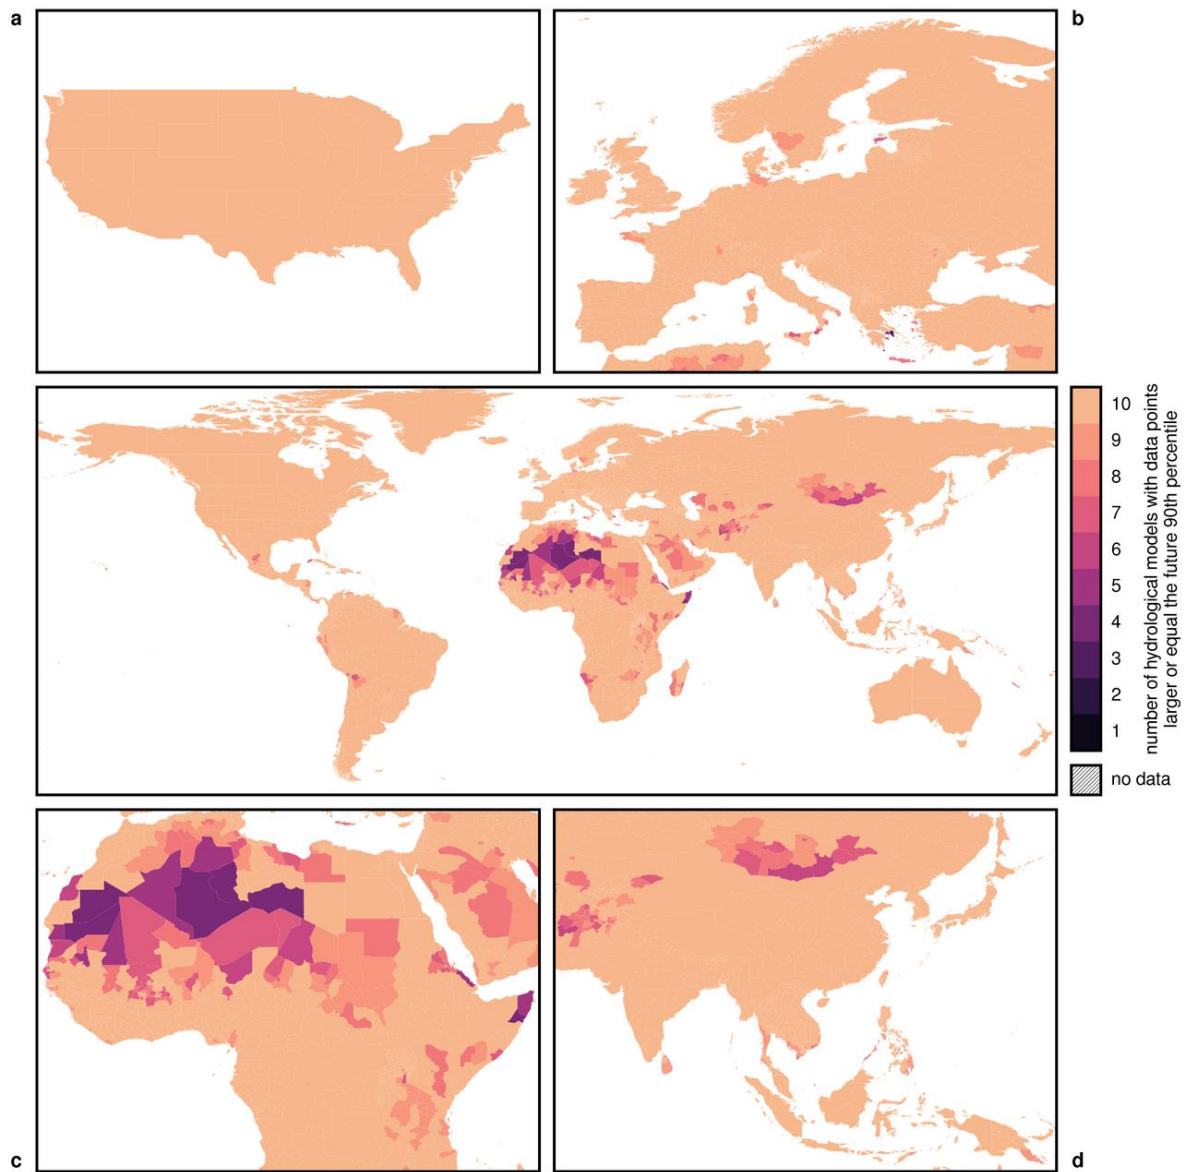 a
b
10
9
8
7
6
5
4
3
2
1
number of hydrological models with data points
larger or equal the future 90th percentile
no data
c
d